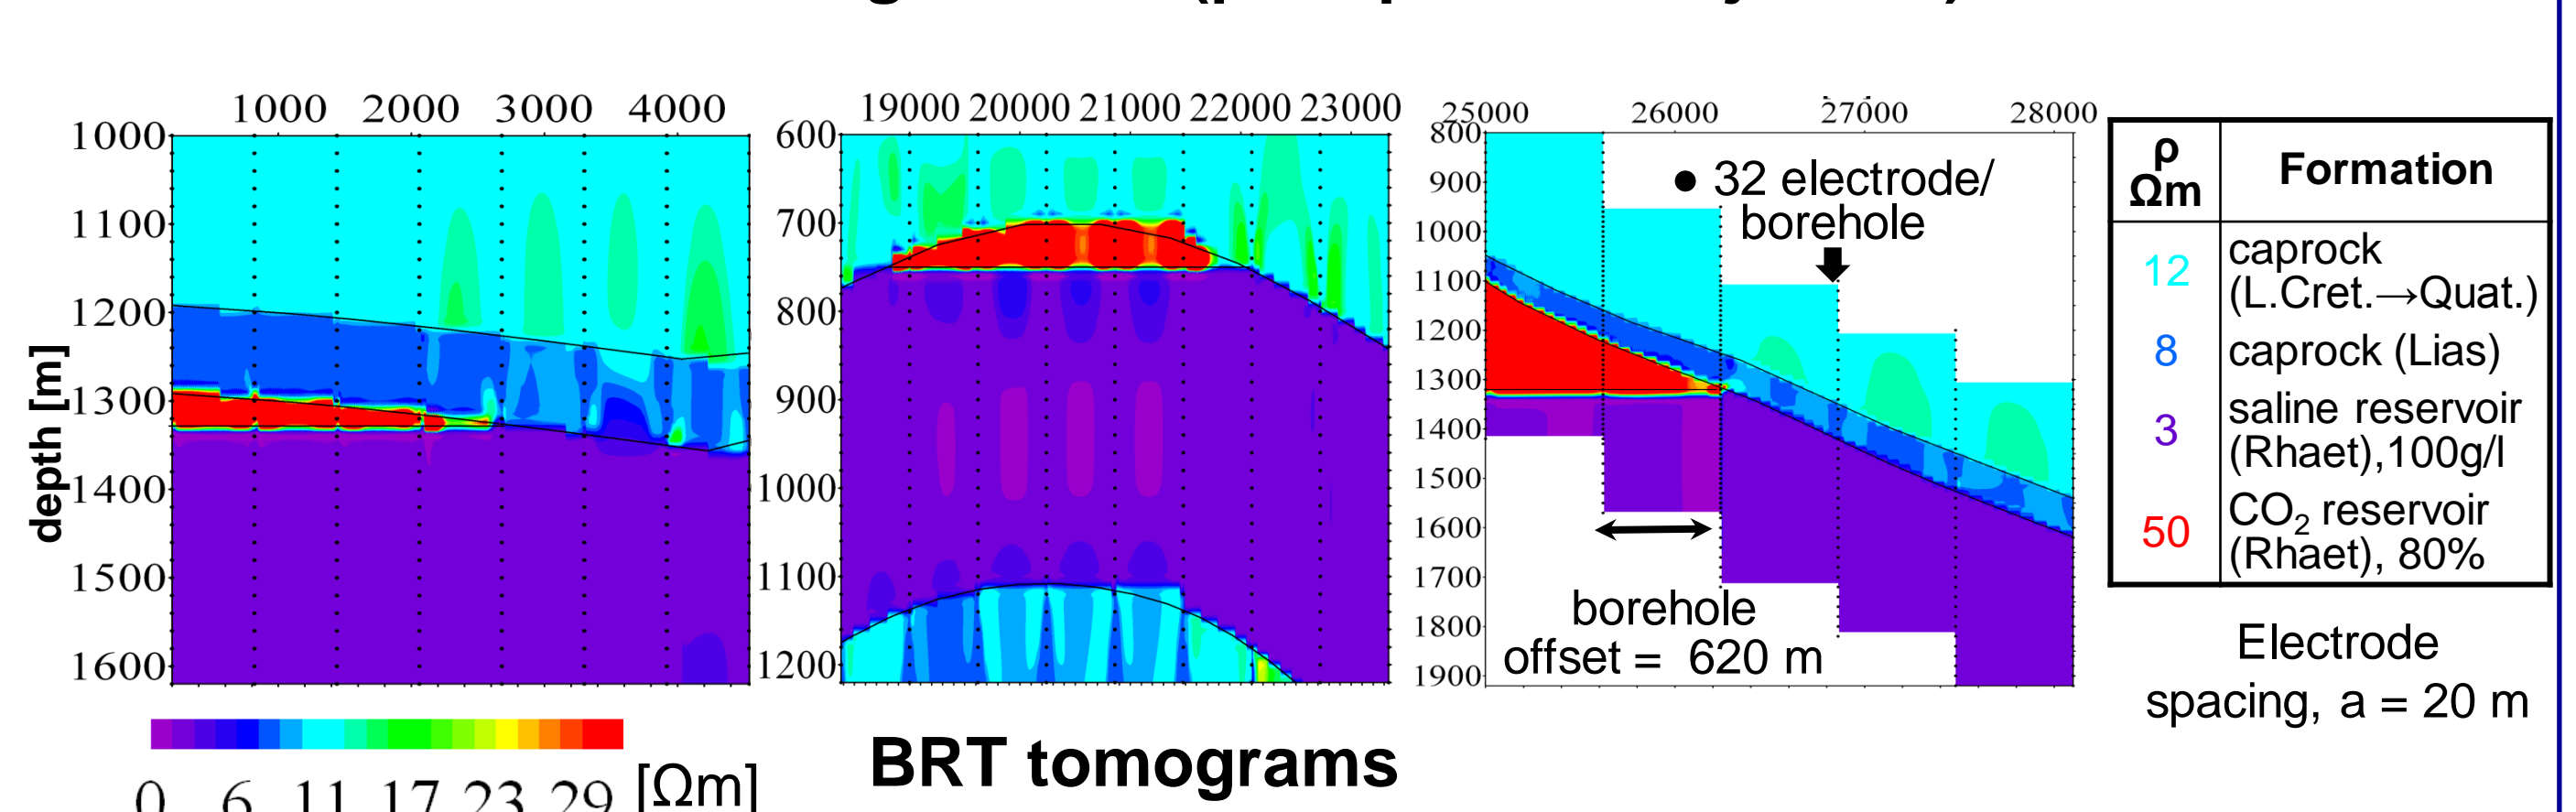 1000 2000 3000 4000
1000
1100
1200
1300
1400
1500
1600
depth [m]
0 6 11 17 23 29 [Ωm]
19000 20000 21000 22000 23000
600
700
800
900
1000
1100
1200
BRT tomograms
25000 26000 27000 28000
800
900
1000
1100
1200
1300
1400
1500
1600
1700
1800
1900
● 32 electrode/
borehole
borehole
offset = 620 m
ρ
Ωm
Formation
12 caprock
(L.Cret.→Quat.)
8 caprock (Lias)
3 saline reservoir
(Rhaet),100g/l
50 CO₂ reservoir
(Rhaet), 80%
Electrode
spacing, a = 20 m